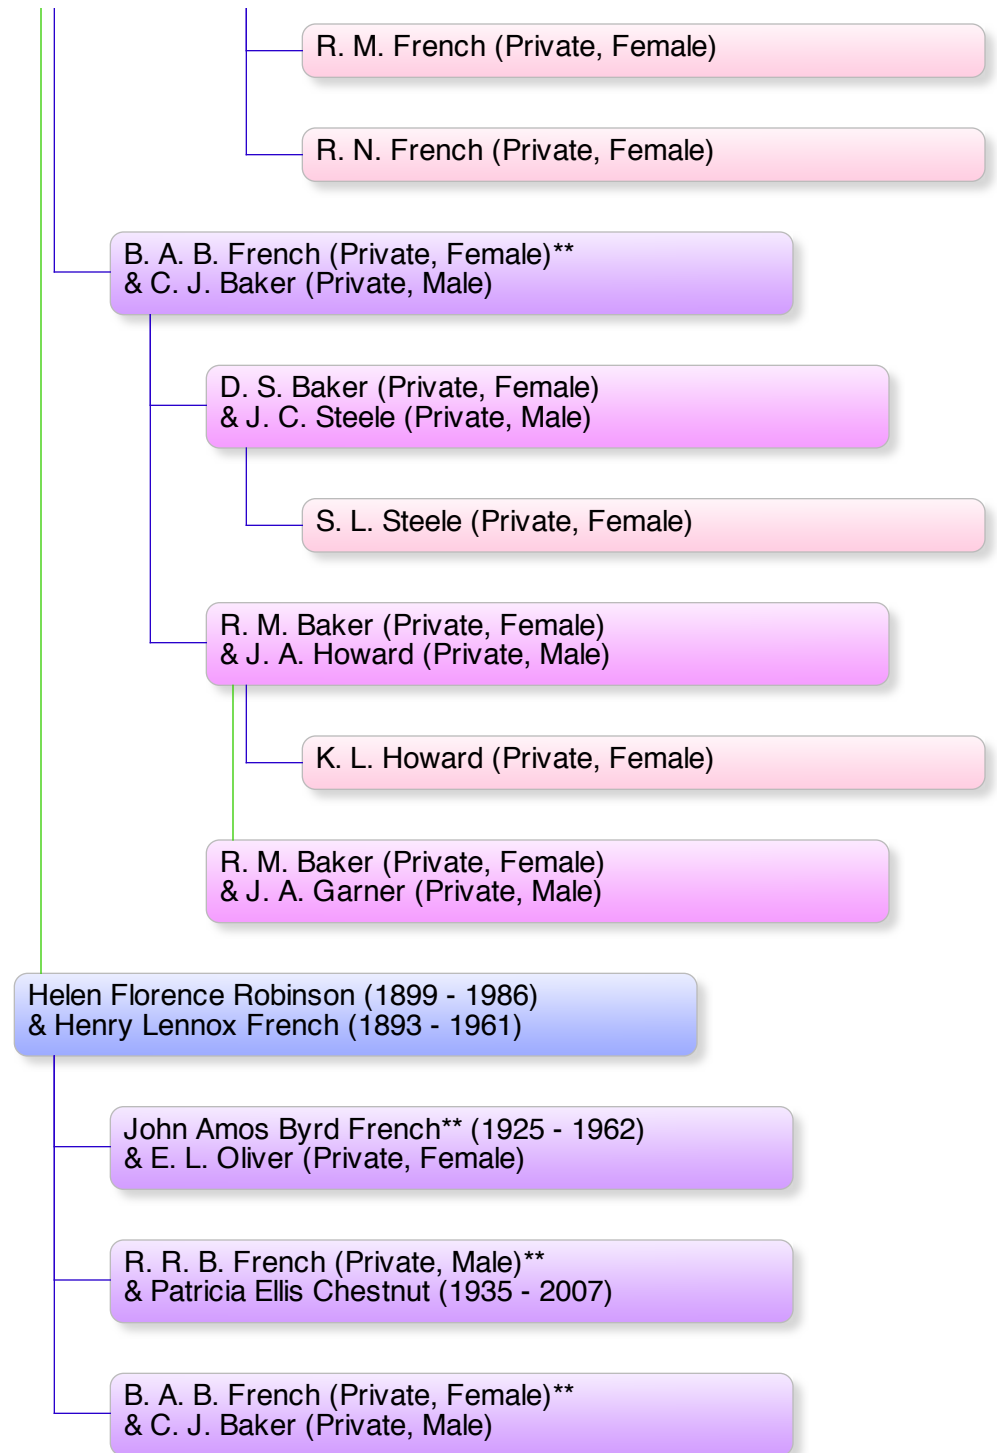 R. M. French (Private, Female)
R. N. French (Private, Female)
B. A. B. French (Private, Female)**
& C. J. Baker (Private, Male)
D. S. Baker (Private, Female)
& J. C. Steele (Private, Male)
S. L. Steele (Private, Female)
R. M. Baker (Private, Female)
& J. A. Howard (Private, Male)
K. L. Howard (Private, Female)
R. M. Baker (Private, Female)
& J. A. Garner (Private, Male)
Helen Florence Robinson (1899 - 1986)
& Henry Lennox French (1893 - 1961)
John Amos Byrd French** (1925 - 1962)
& E. L. Oliver (Private, Female)
R. R. B. French (Private, Male)**
& Patricia Ellis Chestnut (1935 - 2007)
B. A. B. French (Private, Female)**
& C. J. Baker (Private, Male)